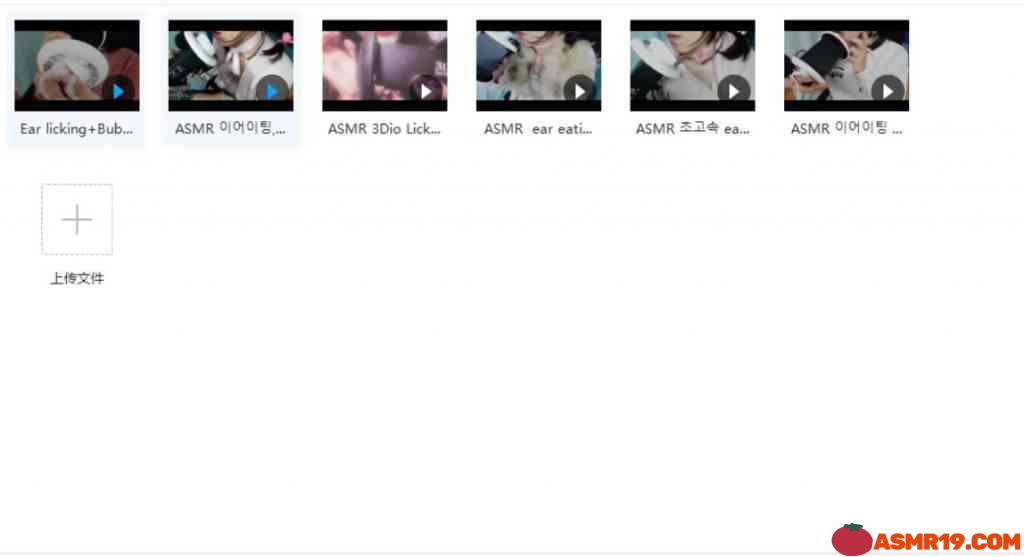 Ear licking+Bub...
ASMR 이어이팅,...
ASMR 3Dio Lick...
ASMR  ear eati...
ASMR 조고속 ea...
ASMR 이어이팅 ...
上传文件
ASMR19.COM